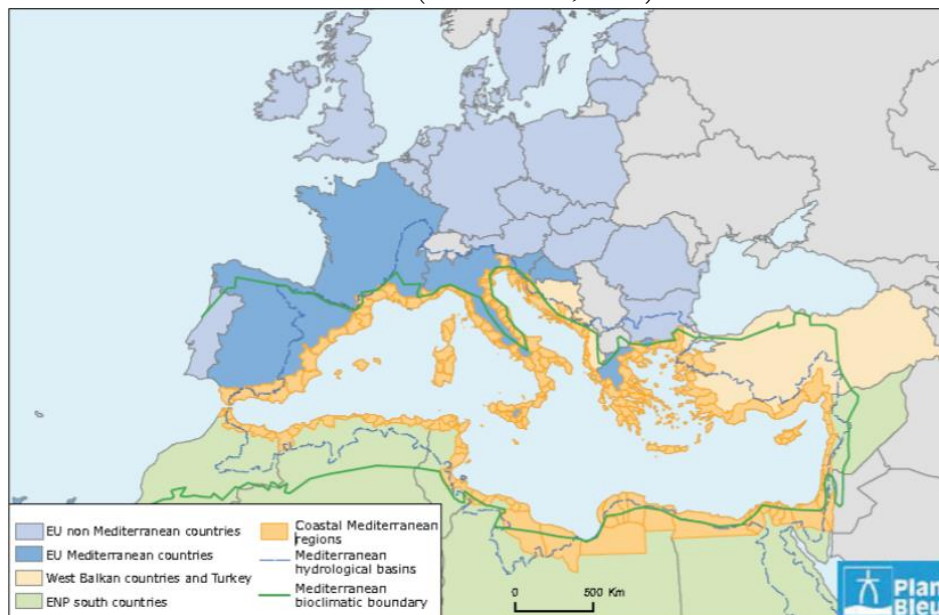 EU non Mediterranean countries
EU Mediterranean countries
West Balkan countries and Turkey
ENP south countries
Coastal Mediterranean
regions
Mediterranean
hydrological basins
Mediterranean
bioclimatic boundary
0 500 Km
Plan
Bleu